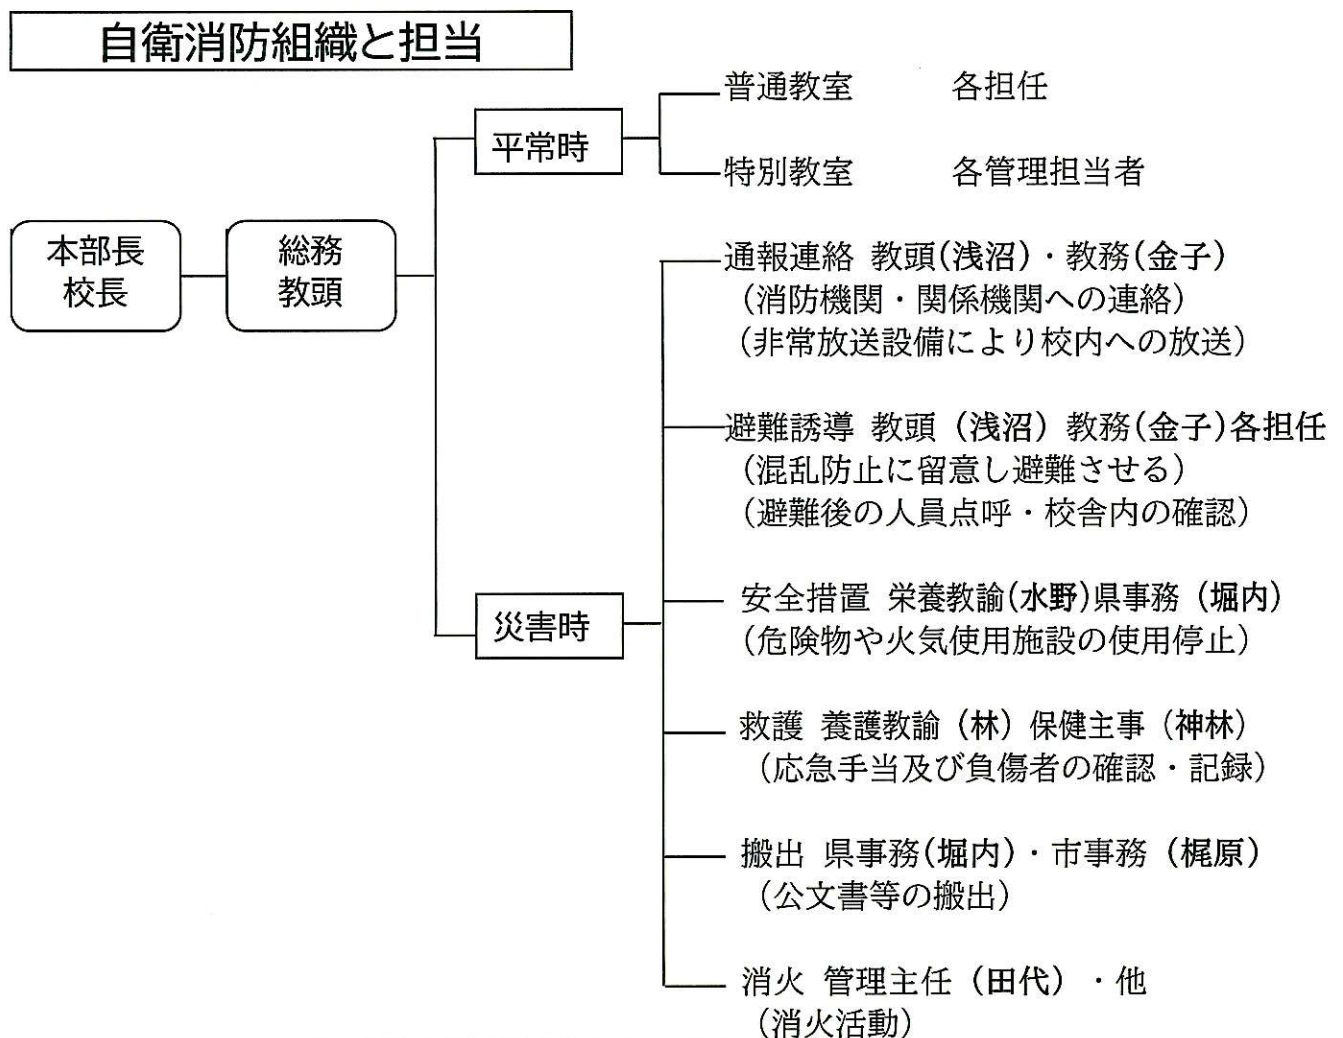 自衛消防組織と担当
本部長
校長
総務
教頭
平常時
普通教室 各担任
特別教室 各管理担当者
災害時
通報連絡 教頭(浅沼)・教務(金子)
(消防機関・関係機関への連絡)
(非常放送設備により校内への放送)
避難誘導 教頭(浅沼)教務(金子)各担任
(混乱防止に留意し避難させる)
(避難後の人員点呼・校舎内の確認)
安全措置 栄養教諭(水野)県事務(堀内)
(危険物や火気使用施設の使用停止)
救護 養護教諭(林)保健主事(神林)
(応急手当及び負傷者の確認・記録)
搬出 県事務(堀内)・市事務(梶原)
(公文書等の搬出)
消火 管理主任(田代)・他
(消火活動)